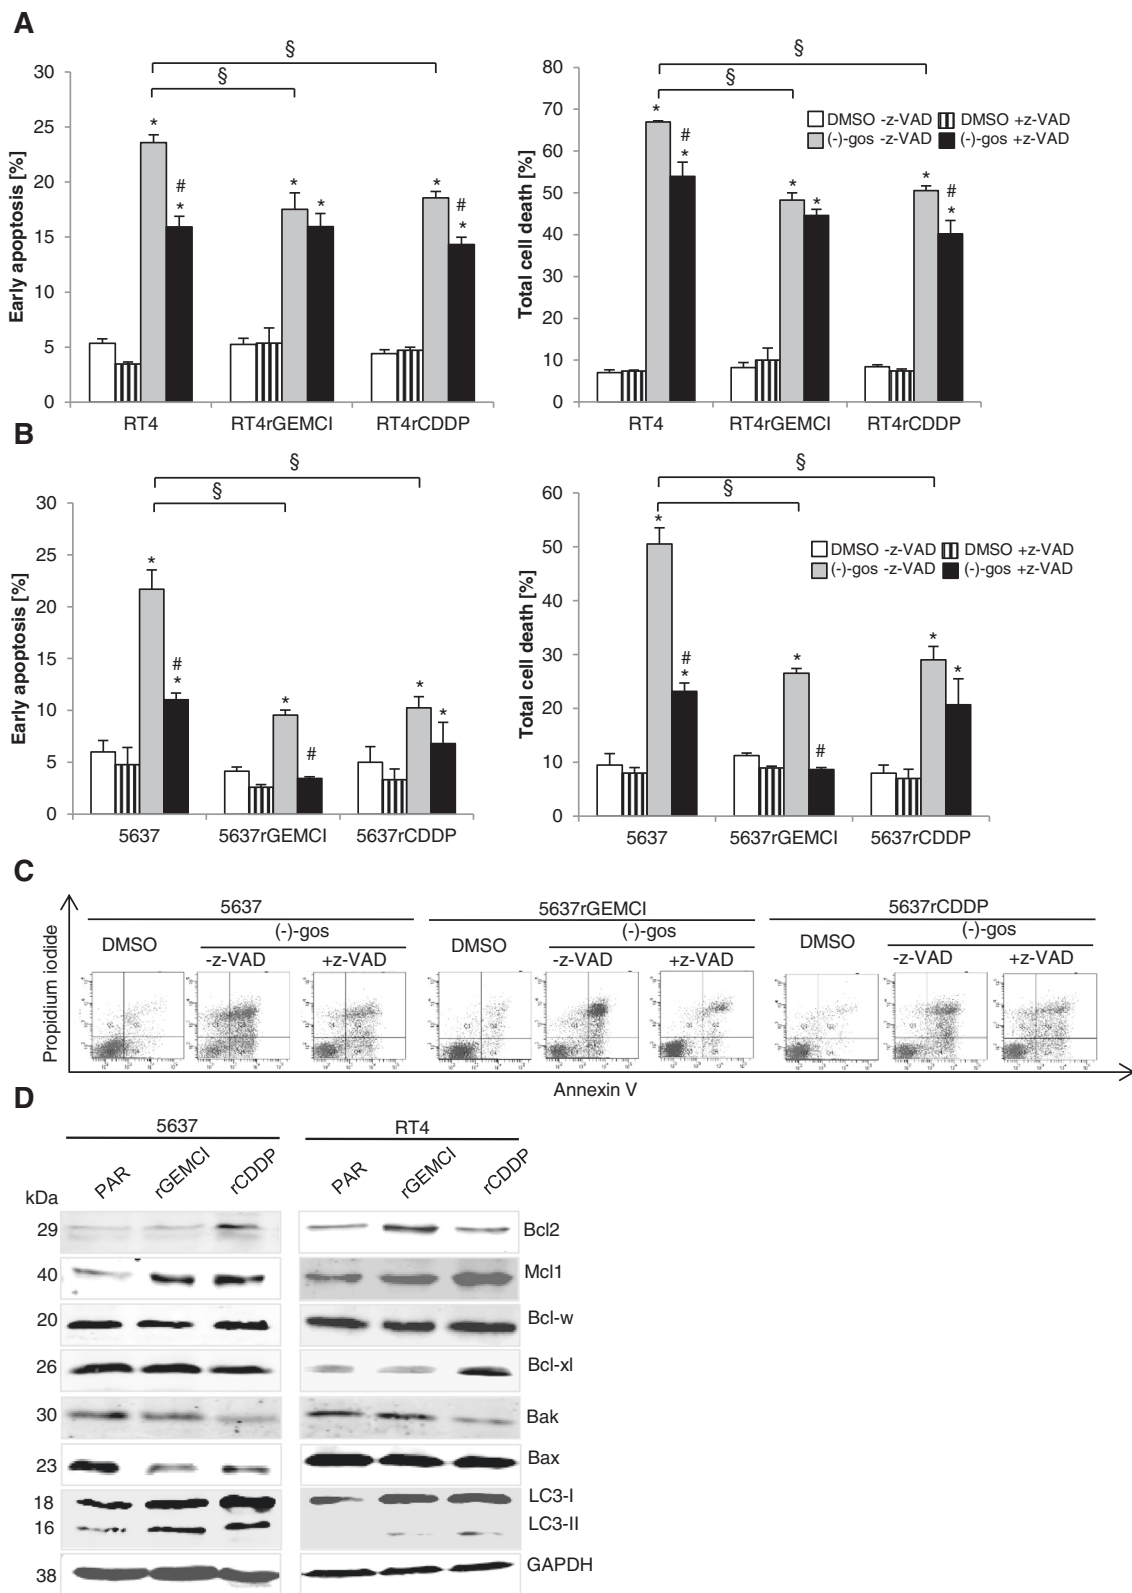 A
§
§
§
§
30
25
20
15
10
5
0
Early apoptosis [%]
*
#
*
*
*
*
#
*
RT4
RT4rGEMCI
RT4rCDDP
80
70
60
50
40
30
20
10
0
Total cell death [%]
DMSO -z-VAD
DMSO +z-VAD
(-)-gos -z-VAD
(-)-gos +z-VAD
*
#
*
*
*
*
#
*
RT4
RT4rGEMCI
RT4rCDDP
B
§
§
§
§
30
25
20
15
10
5
0
Early apoptosis [%]
*
#
*
*
#
*
*
5637
5637rGEMCI
5637rCDDP
60
50
40
30
20
10
0
Total cell death [%]
DMSO -z-VAD
DMSO +z-VAD
(-)-gos -z-VAD
(-)-gos +z-VAD
*
#
*
*
#
*
*
5637
5637rGEMCI
5637rCDDP
C
Propidium iodide
5637
5637rGEMCI
5637rCDDP
DMSO
(-)-gos
-z-VAD
+z-VAD
DMSO
(-)-gos
-z-VAD
+z-VAD
DMSO
(-)-gos
-z-VAD
+z-VAD
Annexin V
D
5637
RT4
PAR
rGEMCI
rCDDP
PAR
rGEMCI
rCDDP
kDa
29
Bcl2
40
Mcl1
20
Bcl-w
26
Bcl-xl
30
Bak
23
Bax
18
LC3-I
16
LC3-II
38
GAPDH